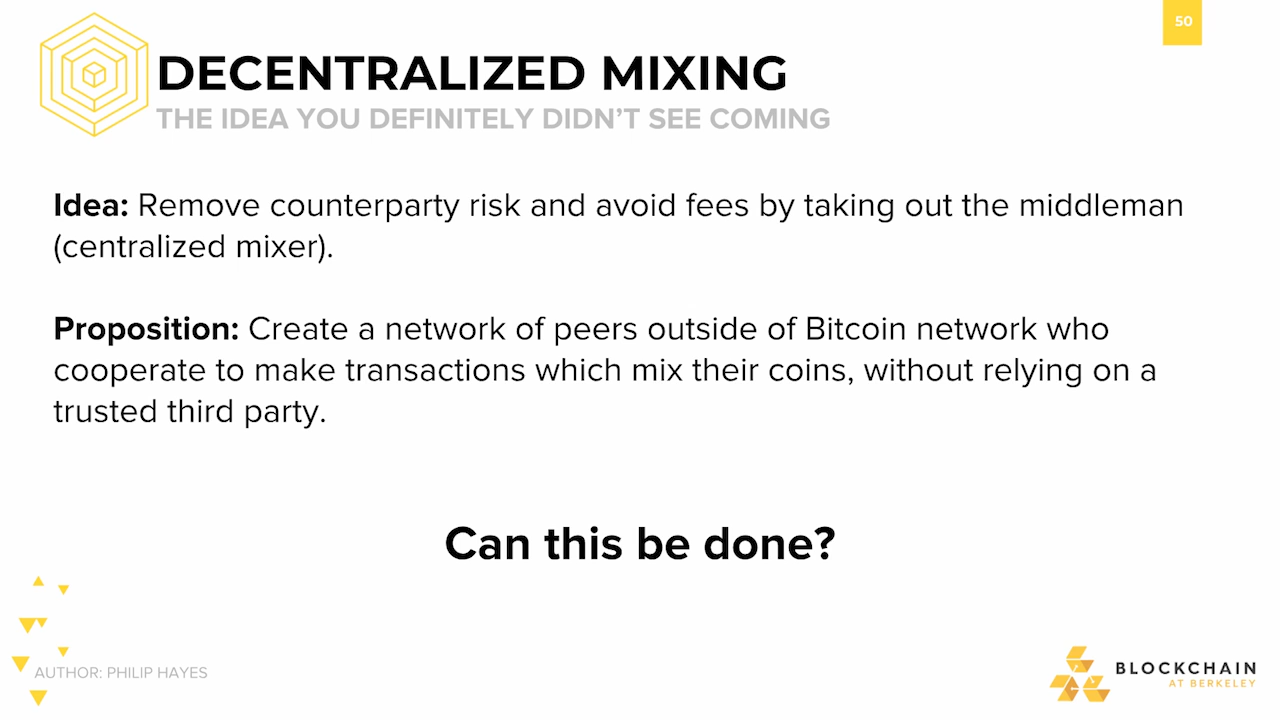 50
DECENTRALIZED MIXING
THE IDEA YOU DEFINITELY DIDN’T SEE COMING
Idea: Remove counterparty risk and avoid fees by taking out the middleman
(centralized mixer).
Proposition: Create a network of peers outside of Bitcoin network who
cooperate to make transactions which mix their coins, without relying on a
trusted third party.
Can this be done?
AUTHOR: PHILIP HAYES
BLOCKCHAIN
AT BERKELEY